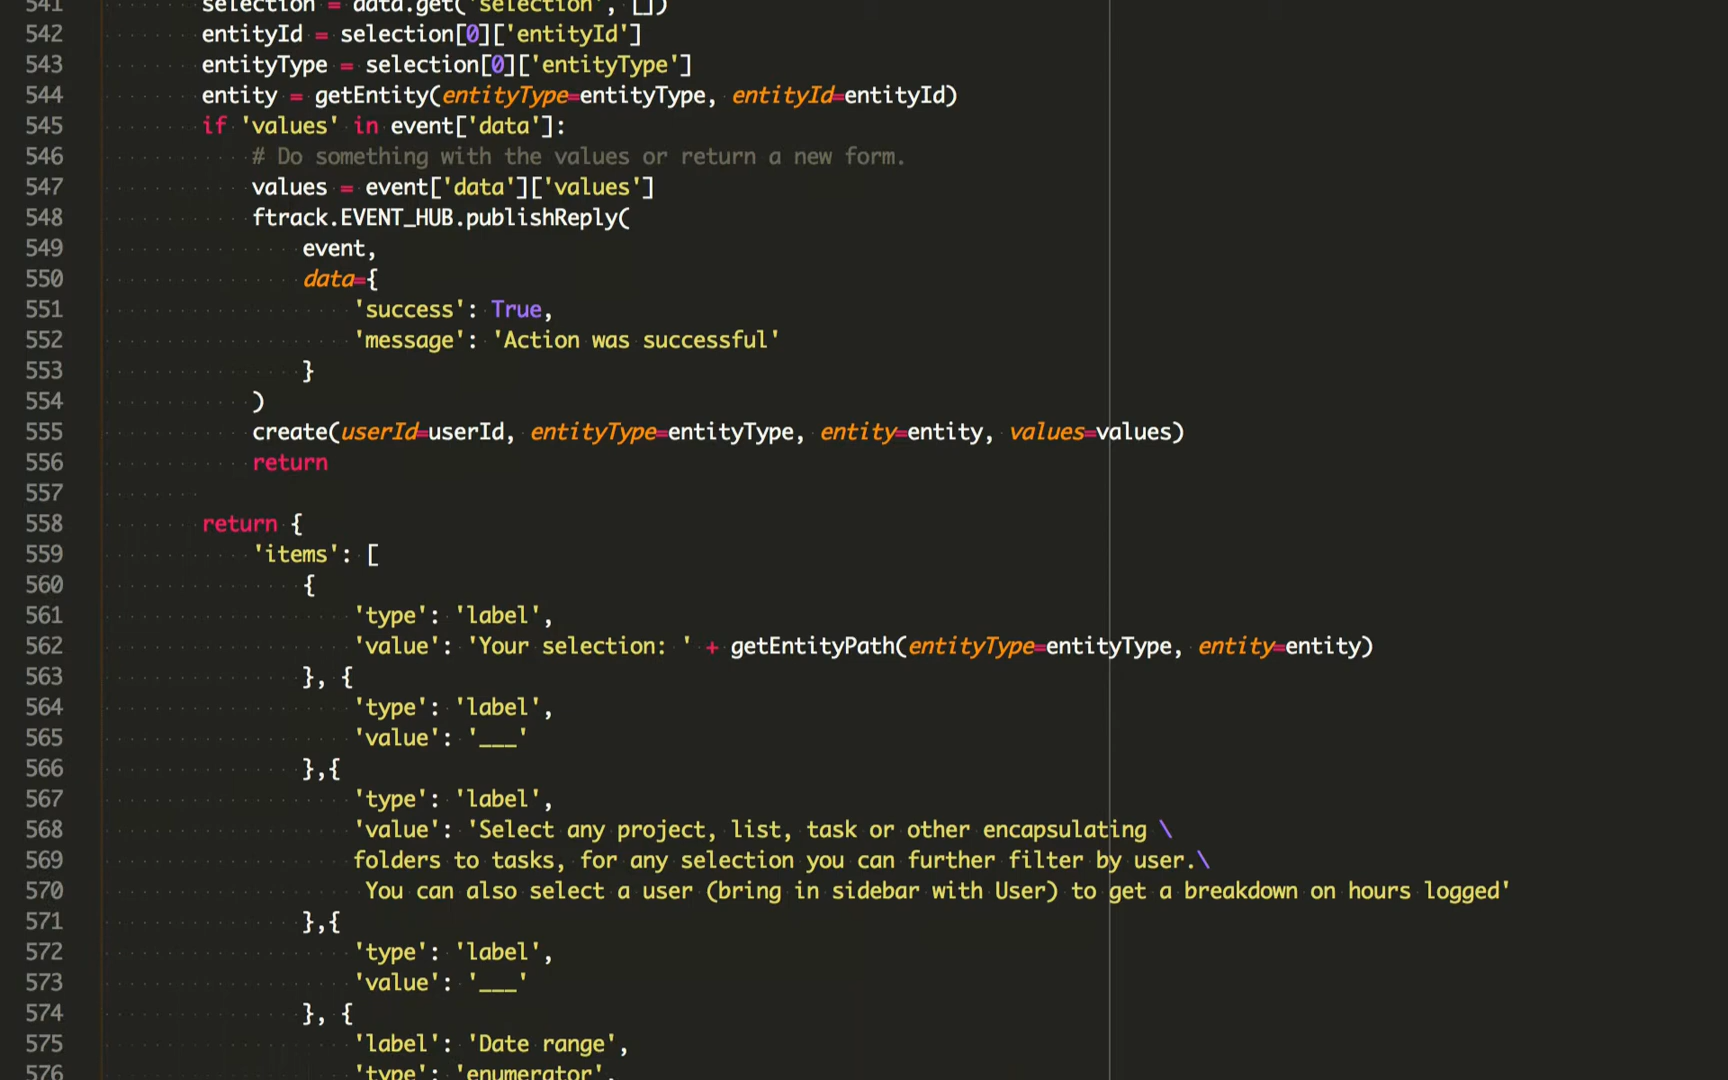 541 selection = data.get('selection', [])
542 entityId = selection[0]['entityId']
543 entityType = selection[0]['entityType']
544 entity = getEntity(entityType=entityType, entityId=entityId)
545 if 'values' in event['data']:
546 # Do something with the values or return a new form.
547 values = event['data']['values']
548 ftrack.EVENT_HUB.publishReply(
549 event,
550 data={
551 'success': True,
552 'message': 'Action was successful'
553 }
554 )
555 create(userId=userId, entityType=entityType, entity=entity, values=values)
556 return
557
558 return {
559 'items': [
560 {
561 'type': 'label',
562 'value': 'Your selection: ' + getEntityPath(entityType=entityType, entity=entity)
563 }, {
564 'type': 'label',
565 'value': '___'
566 },{
567 'type': 'label',
568 'value': 'Select any project, list, task or other encapsulating \
569 folders to tasks, for any selection you can further filter by user.\
570 You can also select a user (bring in sidebar with User) to get a breakdown on hours logged'
571 },{
572 'type': 'label',
573 'value': '___'
574 }, {
575 'label': 'Date range',
576 'type': 'enumerator',